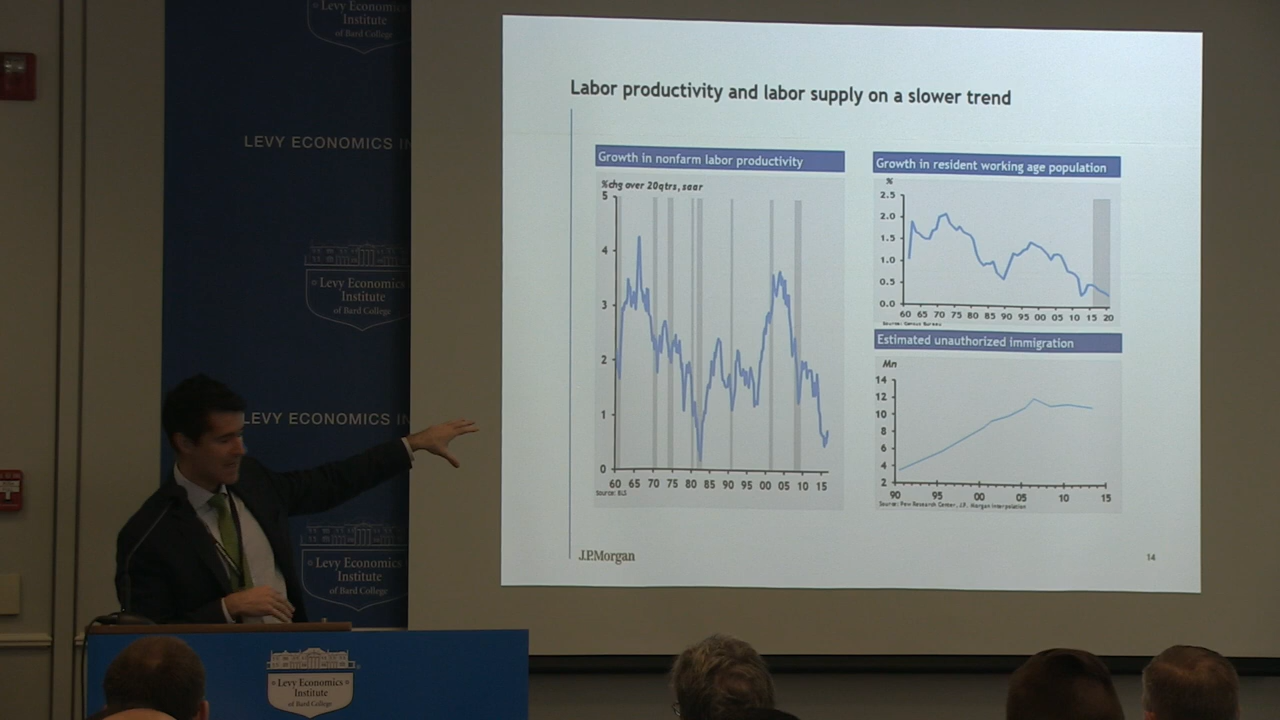 Levy Economics
Institute
of Bard College
LEVY ECONOMICS I
Levy Economics
Institute
of Bard College
LEVY ECONOMICS IN
Levy Economics
Institute
of Bard College
Levy Economics
Institute
of Bard College
Labor productivity and labor supply on a slower trend
Growth in nonfarm labor productivity
%chg over 20qtrs, saar
5
4
3
2
1
0
60 65 70 75 80 85 90 95 00 05 10 15
Source: BLS
Growth in resident working age population
%
2.5
2.0
1.5
1.0
0.5
0.0
60 65 70 75 80 85 90 95 00 05 10 15 20
Source: Census Bureau
Estimated unauthorized immigration
Mn
14
12
10
8
6
4
2
90 95 00 05 10 15
Source: Pew Research Center, J.P. Morgan interpolation
J.P.Morgan
14